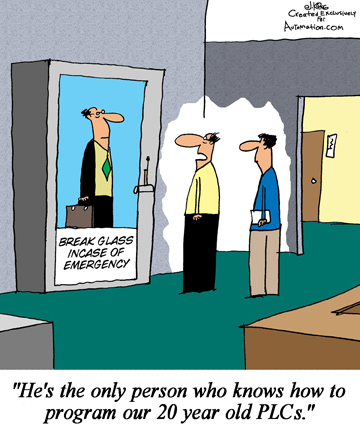 Created Exclusively
For
Automation.com
BREAK GLASS
INCASE OF
EMERGENCY
"He's the only person who knows how to
program our 20 year old PLCs."